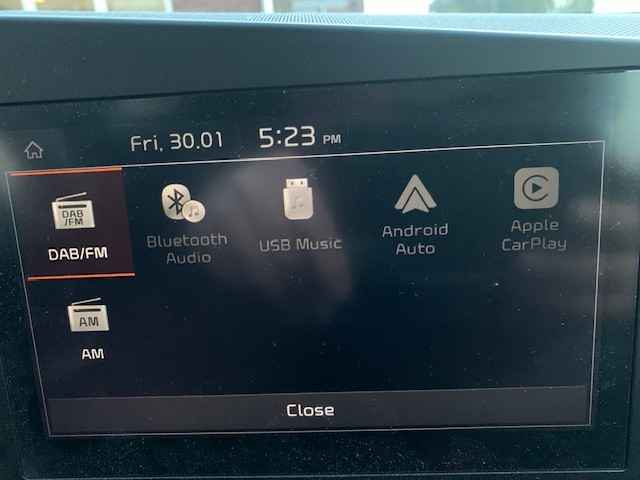 Fri, 30.01 5:23 PM
DAB
/FM
DAB/FM
Bluetooth
Audio
USB Music
Android
Auto
Apple
CarPlay
AM
AM
Close